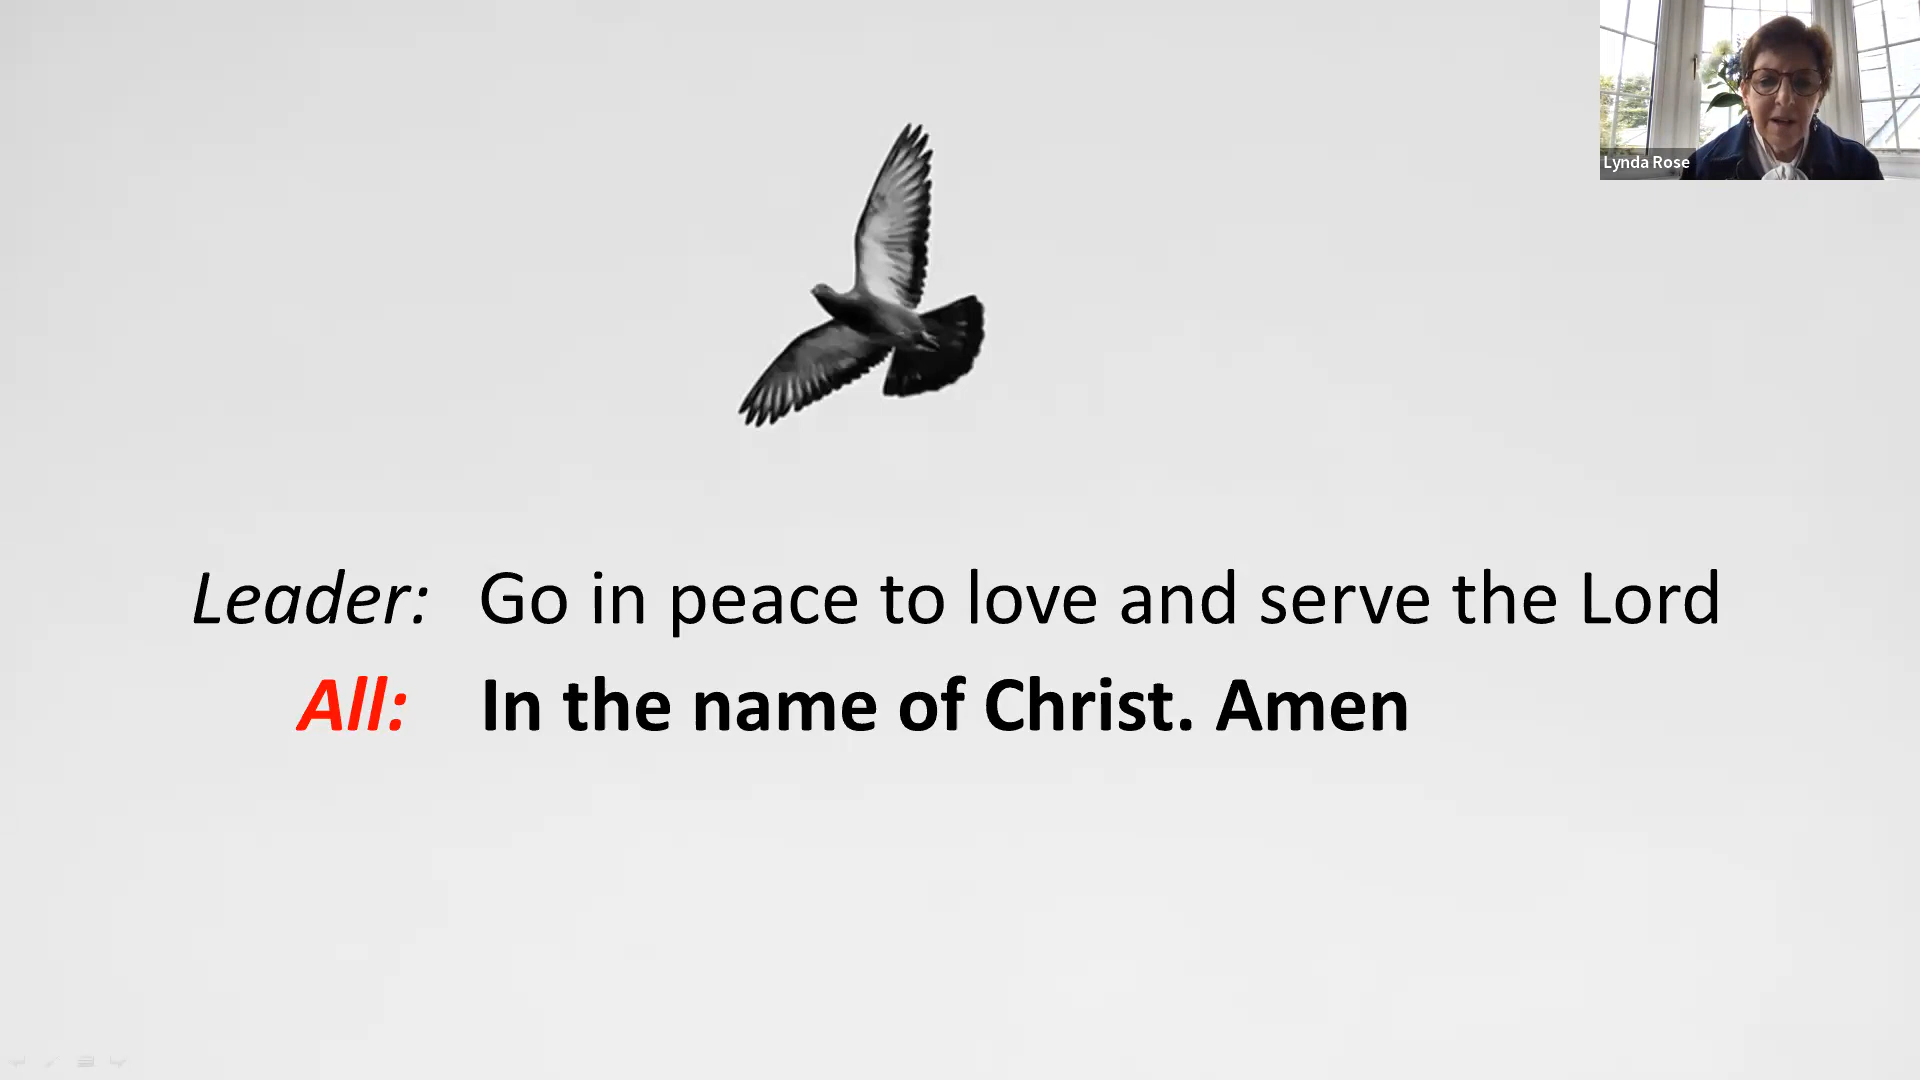 Lynda Rose
Leader: Go in peace to love and serve the Lord
All: In the name of Christ. Amen